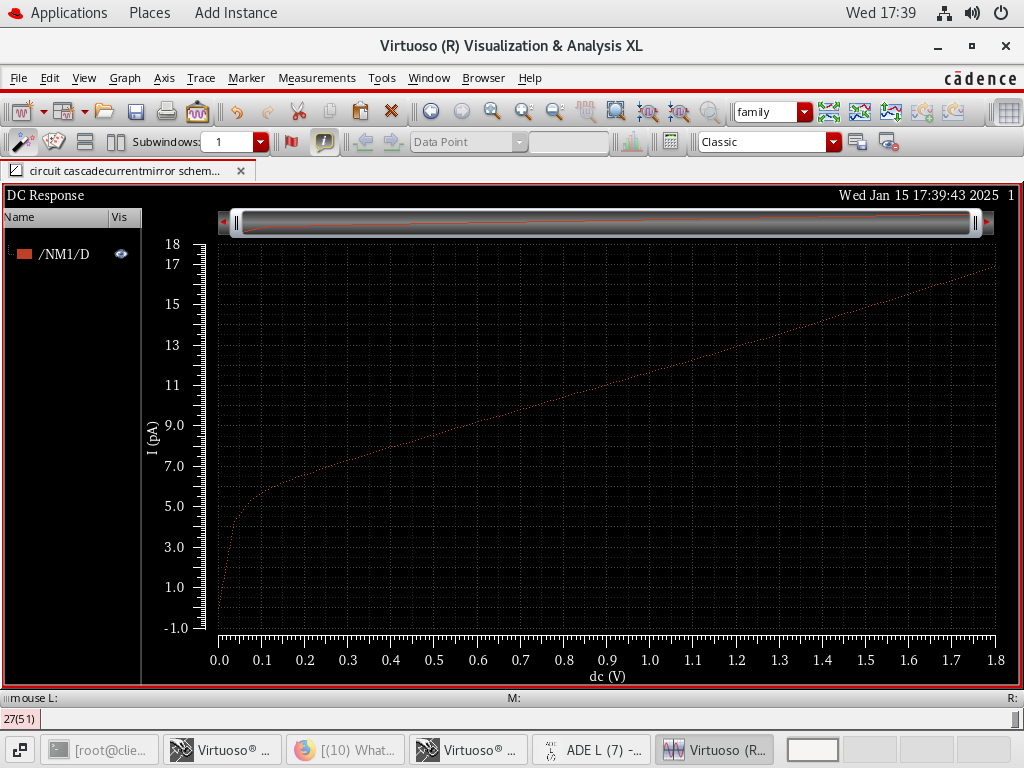 Applications Places Add Instance Wed 17:39
Virtuoso (R) Visualization & Analysis XL
File Edit View Graph Axis Trace Marker Measurements Tools Window Browser Help cādence
family
Subwindows: 1 Data Point Classic
circuit cascadecurrentmirror schem...
DC Response Wed Jan 15 17:39:43 2025 1
Name Vis
/NM1/D
18
17
15
13
11
9.0
7.0
5.0
3.0
1.0
-1.0
I (pA)
0.0 0.1 0.2 0.3 0.4 0.5 0.6 0.7 0.8 0.9 1.0 1.1 1.2 1.3 1.4 1.5 1.6 1.7 1.8
dc (V)
mouse L: M: R:
27(51)
[root@clie... Virtuoso® ... [(10) What... Virtuoso® ... ADE L (7) -... Virtuoso (R...